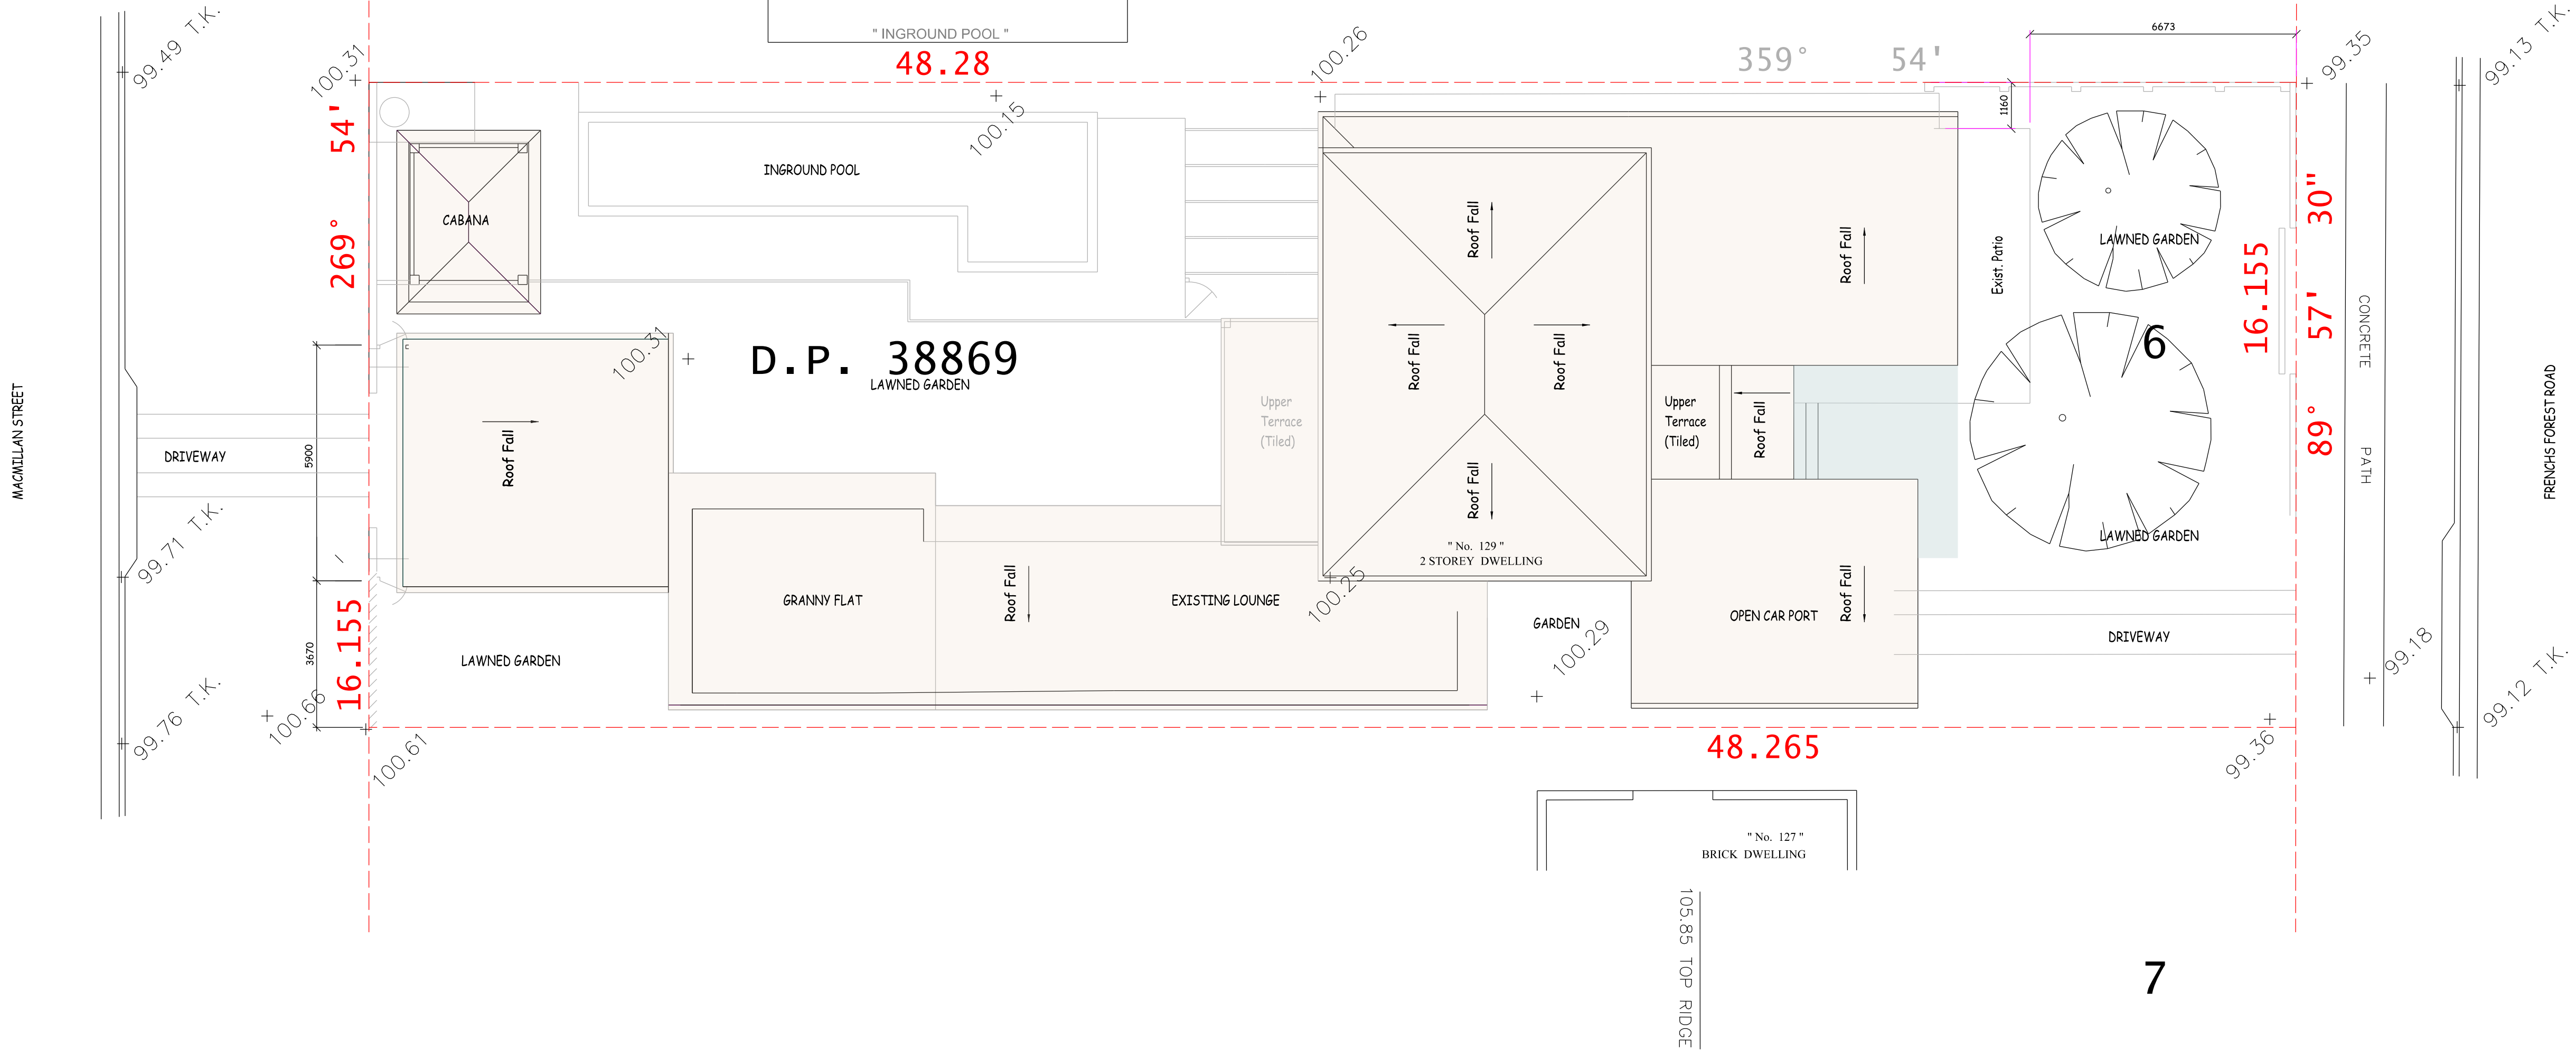 " INGROUND POOL "
48.28
359° 54'
6673
99.49 T.K.
100.31
100.26
99.35
99.13 T.K.
1160
100.15
54'
269°
INGROUND POOL
CABANA
Roof Fall
Roof Fall
Exist. Patio
LAWNED GARDEN
16.155
30"
57'
89°
6
CONCRETE PATH
FRENCHS FOREST ROAD
MACMILLAN STREET
100.31
D.P. 38869
LAWNED GARDEN
c
Roof Fall
Roof Fall
Upper
Terrace
(Tiled)
Upper
Terrace
(Tiled)
Roof Fall
Roof Fall
DRIVEWAY
5900
Roof Fall
LAWNED GARDEN
" No. 129 "
2 STOREY DWELLING
99.71 T.K.
100.25
GRANNY FLAT
Roof Fall
EXISTING LOUNGE
GARDEN
100.29
OPEN CAR PORT
Roof Fall
DRIVEWAY
16.155
3670
LAWNED GARDEN
99.76 T.K.
100.66
100.61
99.18
99.12 T.K.
99.36
48.265
" No. 127 "
BRICK DWELLING
105.85 TOP RIDGE
7